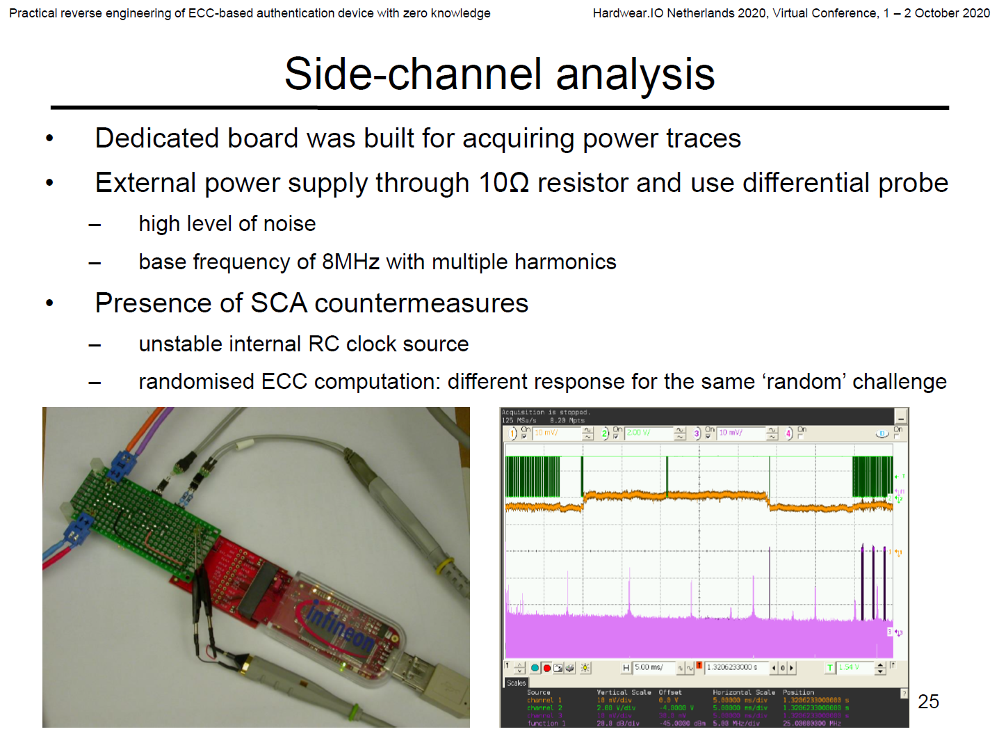 Practical reverse engineering of ECC-based authentication device with zero knowledge
Hardwear.IO Netherlands 2020, Virtual Conference, 1 – 2 October 2020
Side-channel analysis
• Dedicated board was built for acquiring power traces
• External power supply through 10Ω resistor and use differential probe
– high level of noise
– base frequency of 8MHz with multiple harmonics
• Presence of SCA countermeasures
– unstable internal RC clock source
– randomised ECC computation: different response for the same ‘random’ challenge
infineon
Acquisition is stopped.
125 MSa/s 8.20 Mpts
1 On 10 mV/ 2 On 2.00 V/ 3 On 10 mV/ 4 On
H 5.00 ms/ T 1.3206233000 s 0 T 1.54 V
Scales
Source Vertical Scale Offset Horizontal Scale Position
channel 1 10 mV/div 0.0 V 5.00000 ms/div 1.3206233000000 s
channel 2 2.00 V/div -4.0000 V 5.00000 ms/div 1.3206233000000 s
channel 3 10 mV/div 5.00000 ms/div 1.3206233000000 s
function 1 20.0 dB/div -45.0000 dBm 5.00 MHz/div 25.00000000 MHz
25